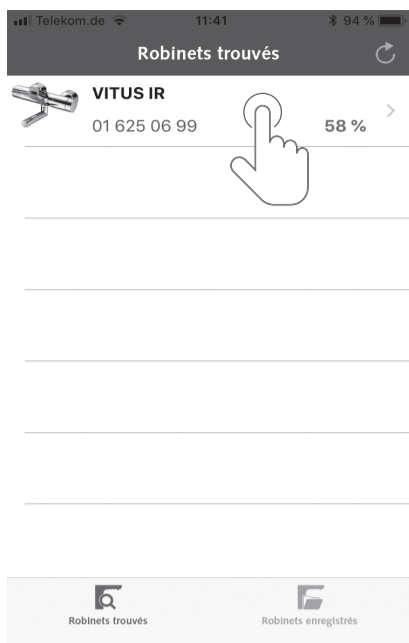 Telekom.de 11:41 94 %
Robinets trouvés
VITUS IR
01 625 06 99 58 %
Robinets trouvés Robinets enregistrés